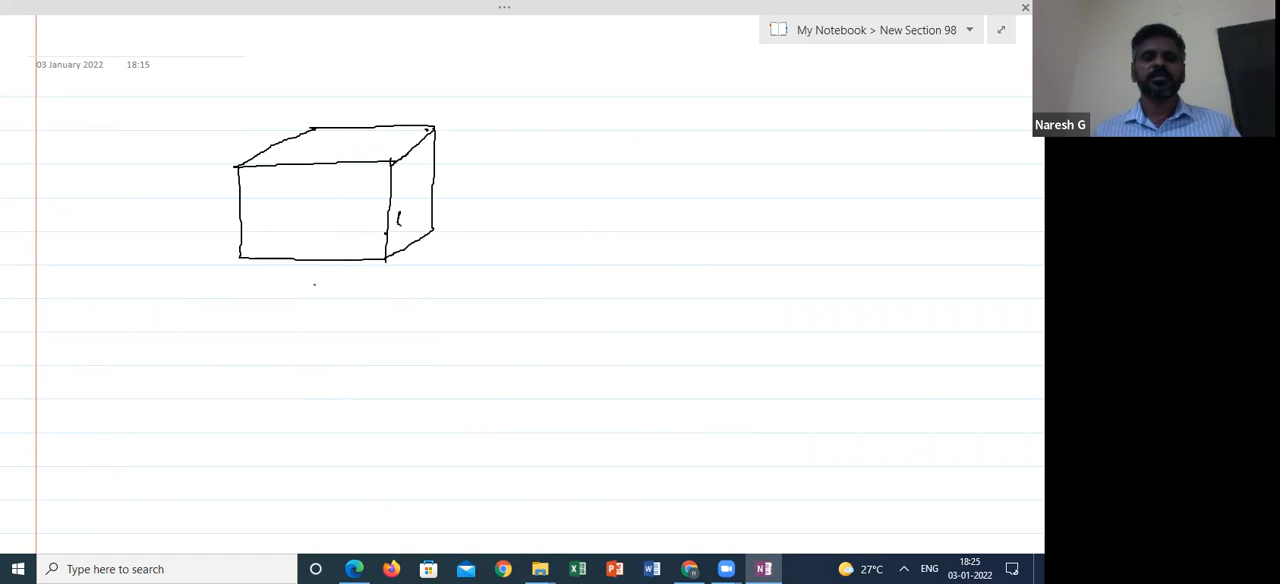 My Notebook > New Section 98
03 January 2022 18:15
Naresh G
Type here to search
27°C
ENG
18:25
03-01-2022